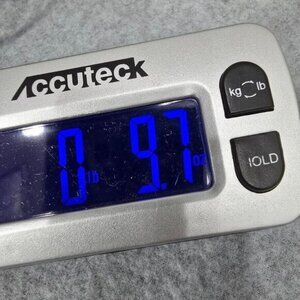 Accuteck
kg lb
HOLD
0 lb 9.7 oz